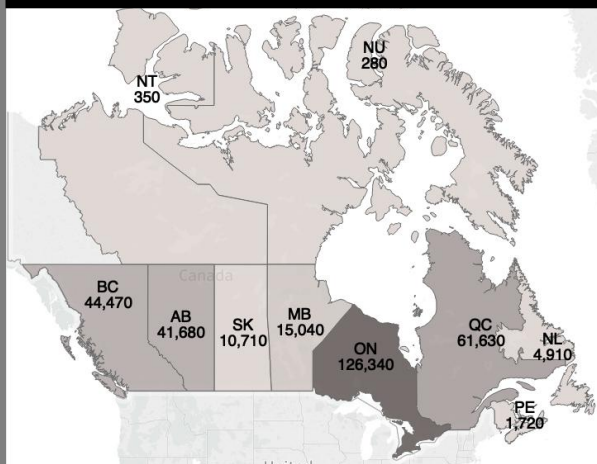 NU
280
NT
350
Canada
BC
44,470
AB
41,680
SK
10,710
MB
15,040
ON
126,340
QC
61,630
NL
4,910
PE
1,720